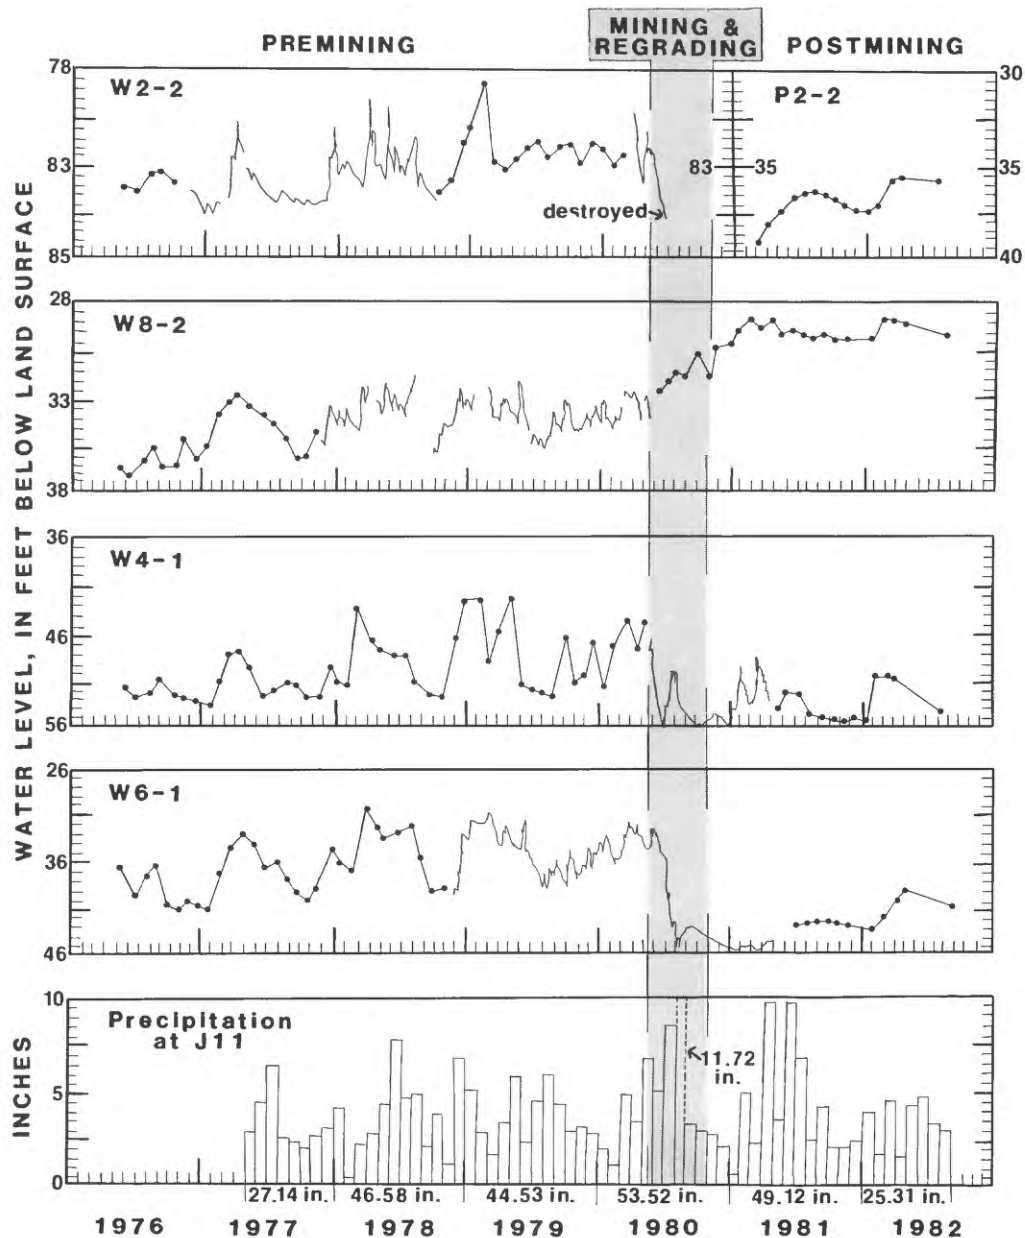 PREMINING
MINING &
REGRADING
POSTMINING
WATER LEVEL, IN FEET BELOW LAND SURFACE
78
W2-2
P2-2
30
83
83
35
35
destroyed
85
40
28
W8-2
33
38
36
W4-1
46
56
26
W6-1
36
46
INCHES
10
Precipitation
at J11
11.72
in.
5
0
27.14 in.
46.58 in.
44.53 in.
53.52 in.
49.12 in.
25.31 in.
1976
1977
1978
1979
1980
1981
1982